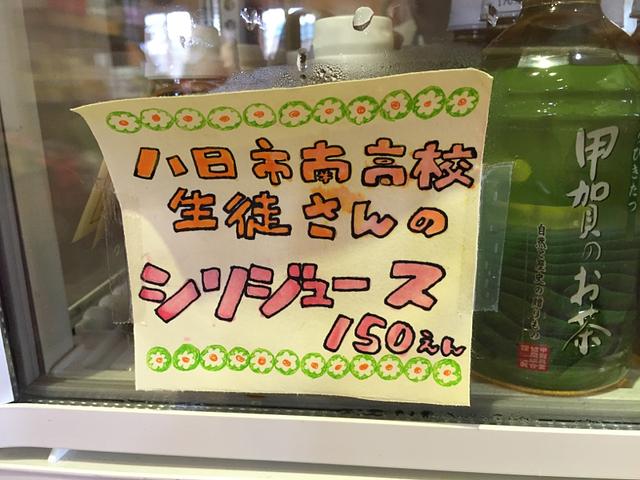 八日市南高校
生徒さんの
シリジュース
150えん
甲賀のお茶